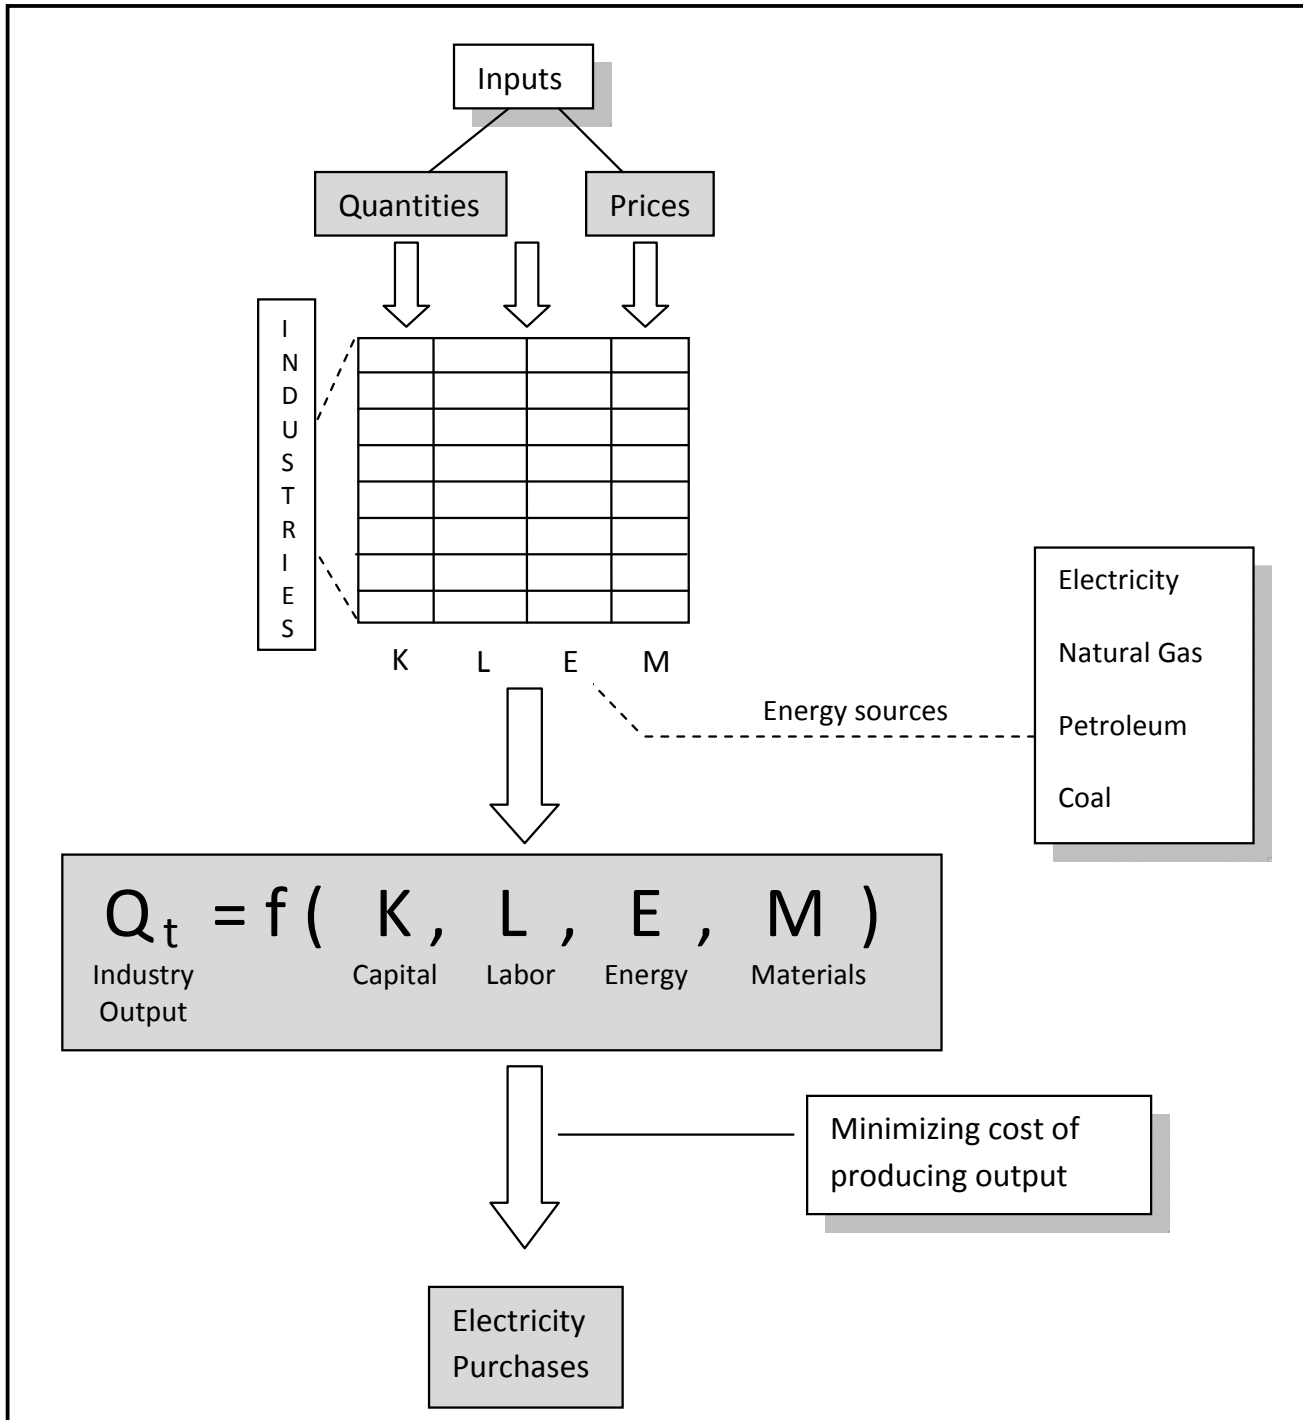 Inputs
Quantities
Prices
INDUSTRIES
K L E M
Energy sources
Electricity
Natural Gas
Petroleum
Coal
Qt = f ( K , L , E , M )
Industry Capital Labor Energy Materials
Output
Minimizing cost of
producing output
Electricity
Purchases